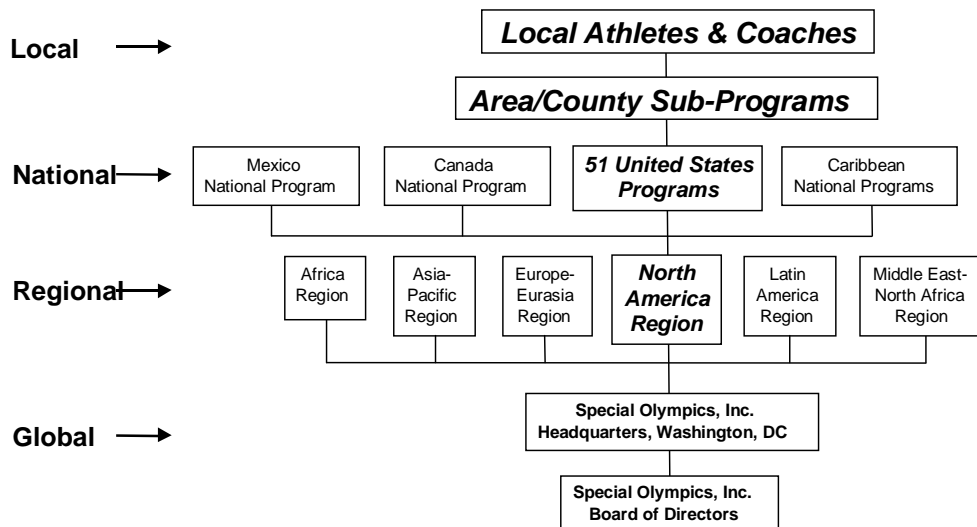 Local
Local Athletes & Coaches
Area/County Sub-Programs
National
Mexico
National Program
Canada
National Program
51 United States
Programs
Caribbean
National Programs
Regional
Africa
Region
Asia-
Pacific
Region
Europe-
Eurasia
Region
North
America
Region
Latin
America
Region
Middle East-
North Africa
Region
Global
Special Olympics, Inc.
Headquarters, Washington, DC
Special Olympics, Inc.
Board of Directors